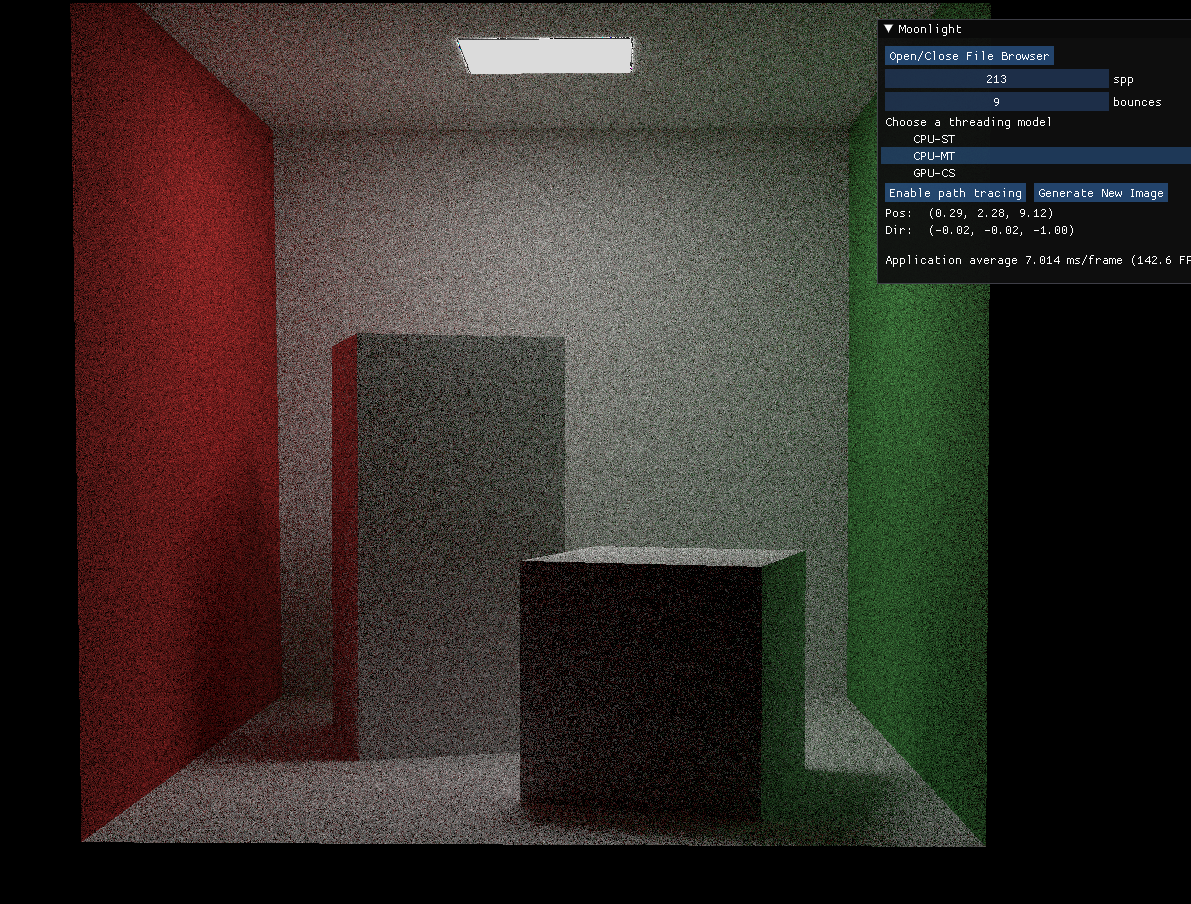 Moonlight
Open/Close File Browser
213 spp
9 bounces
Choose a threading model
CPU-ST
CPU-MT
GPU-CS
Enable path tracing Generate New Image
Pos: (0.29, 2.28, 9.12)
Dir: (-0.02, -0.02, -1.00)
Application average 7.014 ms/frame (142.6 FP